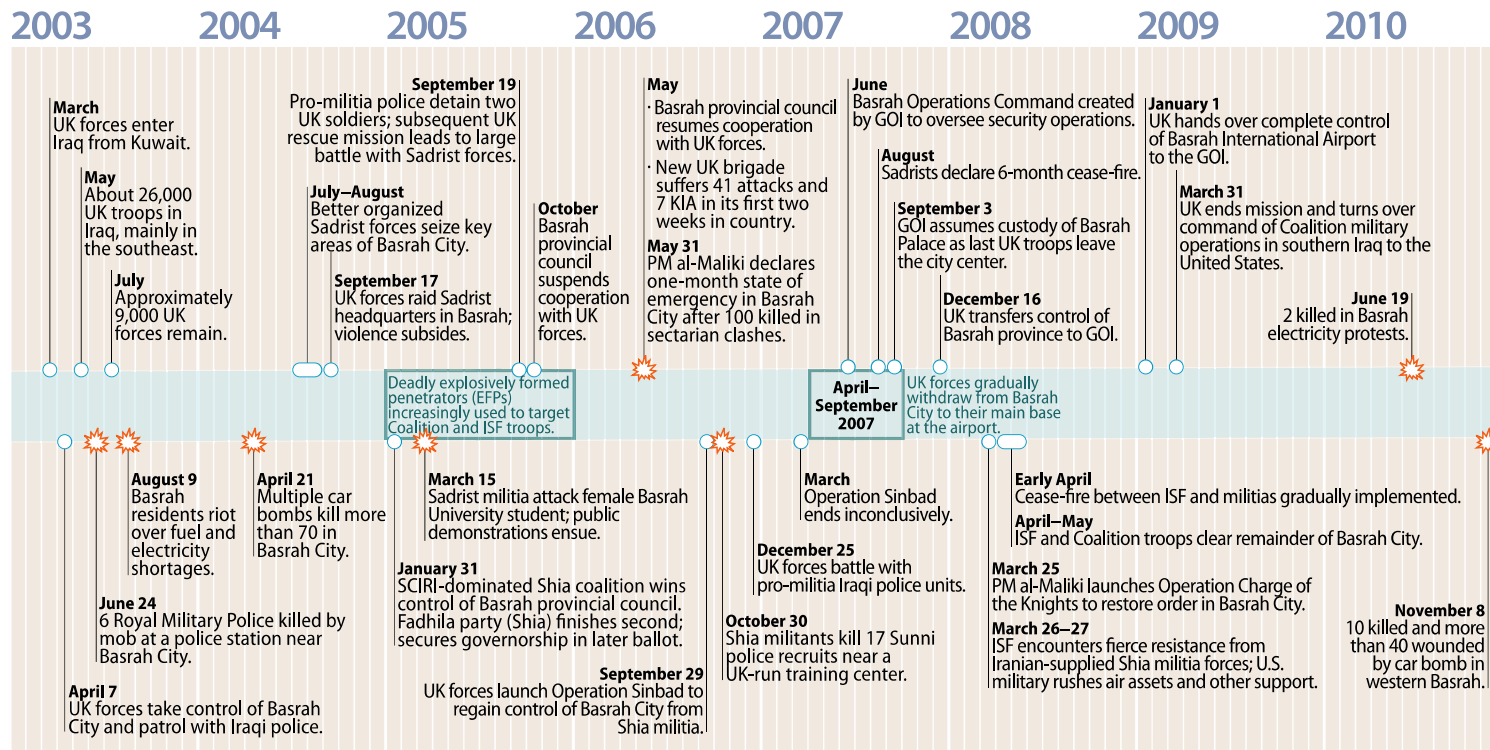 2003 2004 2005 2006 2007 2008 2009 2010
March
UK forces enter
Iraq from Kuwait.
May
About 26,000
UK troops in
Iraq, mainly in
the southeast.
July
Approximately
9,000 UK
forces remain.
September 19
Pro-militia police detain two
UK soldiers; subsequent UK
rescue mission leads to large
battle with Sadrist forces.
July–August
Better organized
Sadrist forces seize key
areas of Basrah City.
September 17
UK forces raid Sadrist
headquarters in Basrah;
violence subsides.
October
Basrah
provincial
council
suspends
cooperation
with UK
forces.
May
· Basrah provincial council
resumes cooperation
with UK forces.
· New UK brigade
suffers 41 attacks and
7 KIA in its first two
weeks in country.
May 31
PM al-Maliki declares
one-month state of
emergency in Basrah
City after 100 killed in
sectarian clashes.
June
Basrah Operations Command created
by GOI to oversee security operations.
August
Sadrists declare 6-month cease-fire.
September 3
GOI assumes custody of Basrah
Palace as last UK troops leave
the city center.
December 16
UK transfers control of
Basrah province to GOI.
January 1
UK hands over complete control
of Basrah International Airport
to the GOI.
March 31
UK ends mission and turns over
command of Coalition military
operations in southern Iraq to the
United States.
June 19
2 killed in Basrah
electricity protests.
Deadly explosively formed
penetrators (EFPs)
increasingly used to target
Coalition and ISF troops.
April–
September
2007
UK forces gradually
withdraw from Basrah
City to their main base
at the airport.
August 9
Basrah
residents riot
over fuel and
electricity
shortages.
June 24
6 Royal Military Police killed by
mob at a police station near
Basrah City.
April 7
UK forces take control of Basrah
City and patrol with Iraqi police.
April 21
Multiple car
bombs kill more
than 70 in
Basrah City.
March 15
Sadrist militia attack female Basrah
University student; public
demonstrations ensue.
January 31
SCIRI-dominated Shia coalition wins
control of Basrah provincial council.
Fadhila party (Shia) finishes second;
secures governorship in later ballot.
September 29
UK forces launch Operation Sinbad to
regain control of Basrah City from
Shia militia.
March
Operation Sinbad
ends inconclusively.
December 25
UK forces battle with
pro-militia Iraqi police units.
October 30
Shia militants kill 17 Sunni
police recruits near a
UK-run training center.
Early April
Cease-fire between ISF and militias gradually implemented.
April–May
ISF and Coalition troops clear remainder of Basrah City.
March 25
PM al-Maliki launches Operation Charge of
the Knights to restore order in Basrah City.
March 26–27
ISF encounters fierce resistance from
Iranian-supplied Shia militia forces; U.S.
military rushes air assets and other support.
November 8
10 killed and more
than 40 wounded
by car bomb in
western Basrah.